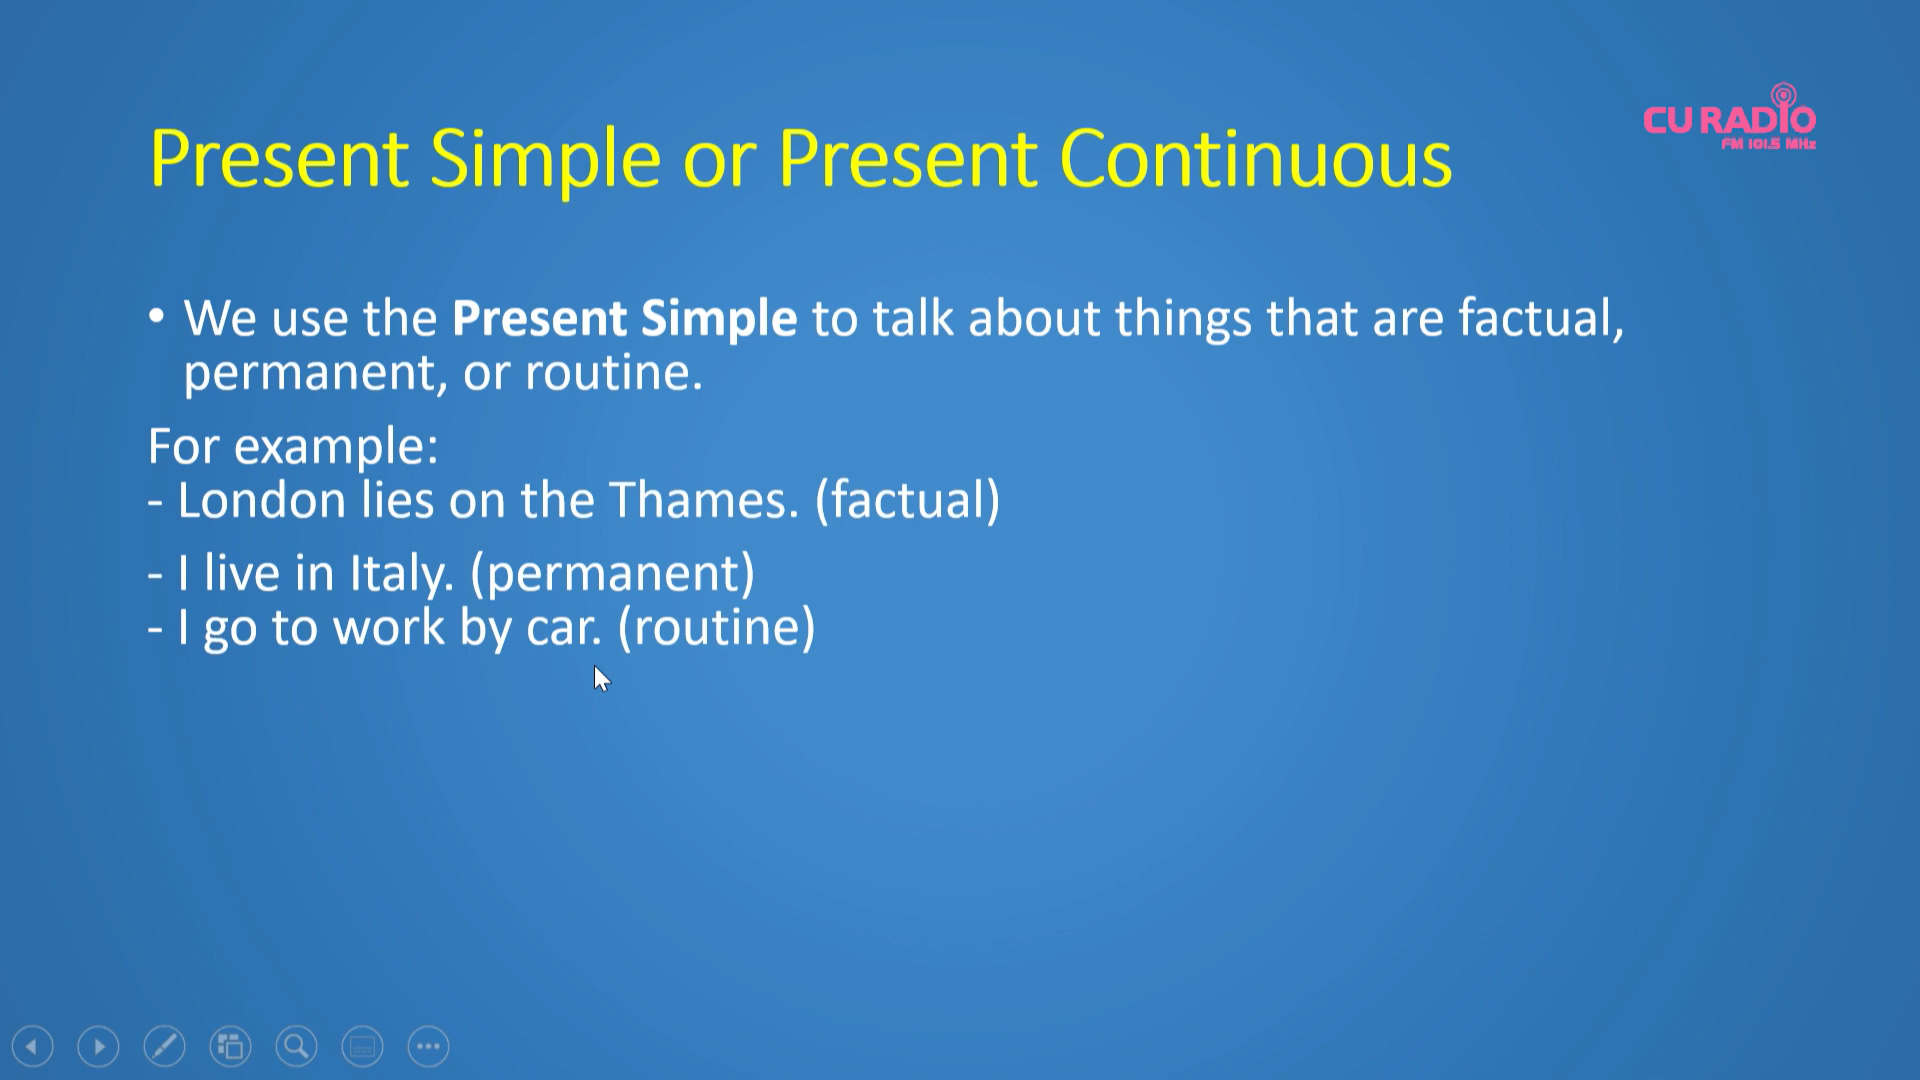 Present Simple or Present Continuous
CU RADIO
FM 101.5 MHz
• We use the Present Simple to talk about things that are factual,
permanent, or routine.
For example:
- London lies on the Thames. (factual)
- I live in Italy. (permanent)
- I go to work by car. (routine)